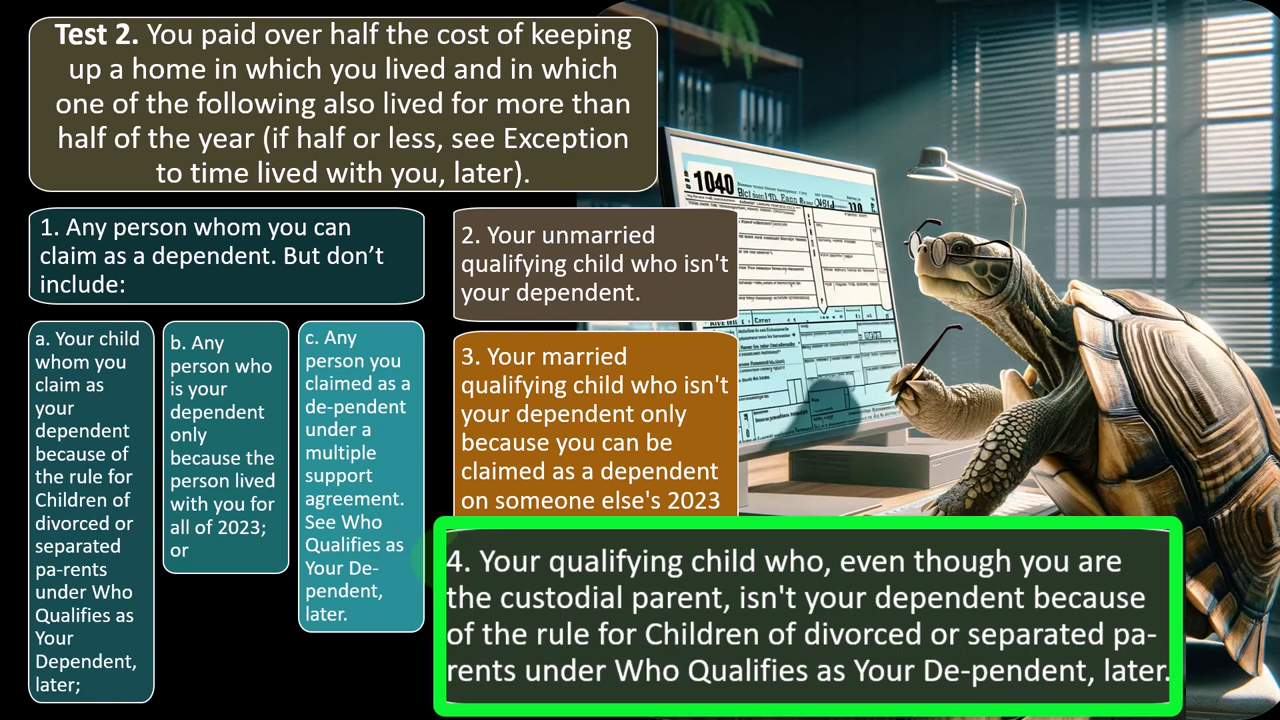 Test 2. You paid over half the cost of keeping
up a home in which you lived and in which
one of the following also lived for more than
half of the year (if half or less, see Exception
to time lived with you, later).
1. Any person whom you can
claim as a dependent. But don’t
include:
a. Your child
whom you
claim as
your
dependent
because of
the rule for
Children of
divorced or
separated
pa-rents
under Who
Qualifies as
Your
Dependent,
later;
b. Any
person who
is your
dependent
only
because the
person lived
with you for
all of 2023;
or
c. Any
person you
claimed as a
de-pendent
under a
multiple
support
agreement.
See Who
Qualifies as
Your De-
pendent,
later.
2. Your unmarried
qualifying child who isn't
your dependent.
3. Your married
qualifying child who isn't
your dependent only
because you can be
claimed as a dependent
on someone else's 2023
4. Your qualifying child who, even though you are
the custodial parent, isn't your dependent because
of the rule for Children of divorced or separated pa-
rents under Who Qualifies as Your De-pendent, later.
1040